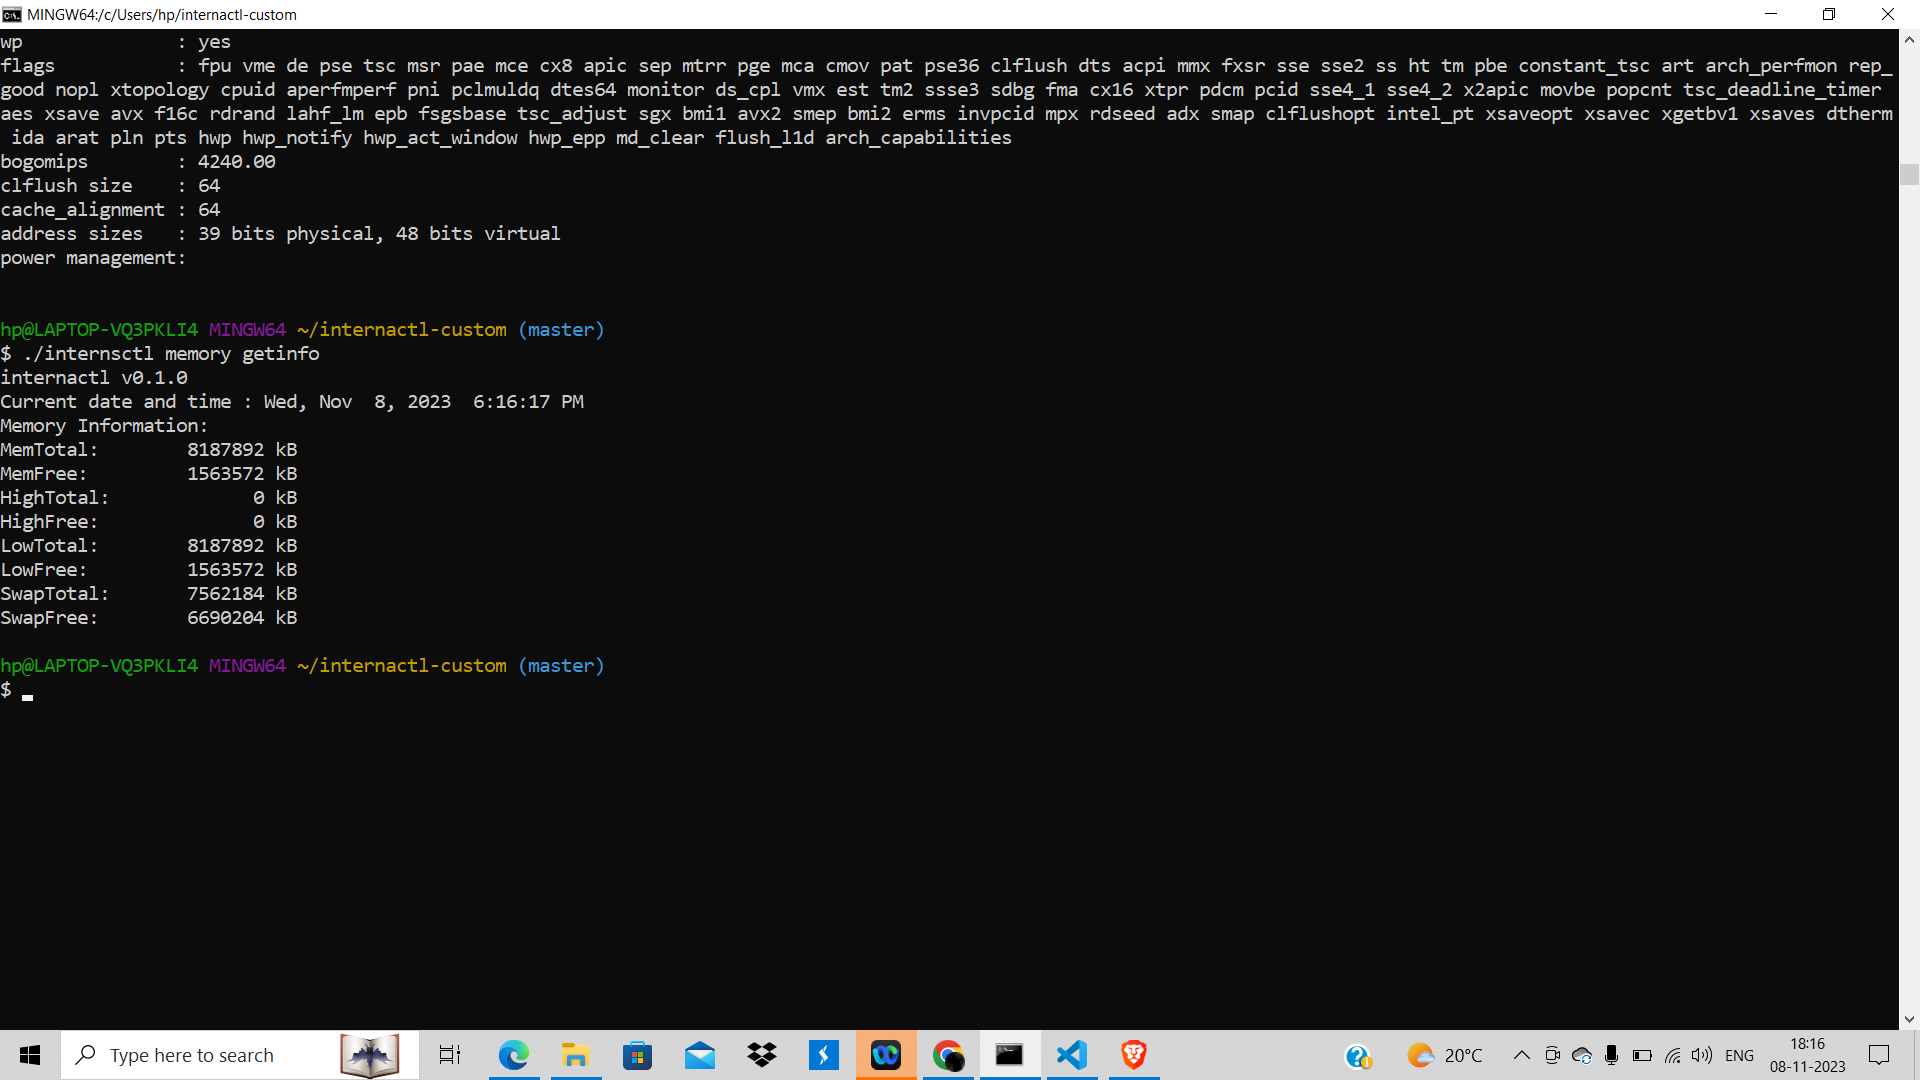 MINGW64:/c/Users/hp/internactl-custom
wp              : yes
flags           : fpu vme de pse tsc msr pae mce cx8 apic sep mtrr pge mca cmov pat pse36 clflush dts acpi mmx fxsr sse sse2 ss ht tm pbe constant_tsc art arch_perfmon rep_
good nopl xtopology cpuid aperfmperf pni pclmuldq dtes64 monitor ds_cpl vmx est tm2 ssse3 sdbg fma cx16 xtpr pdcm pcid sse4_1 sse4_2 x2apic movbe popcnt tsc_deadline_timer
aes xsave avx f16c rdrand lahf_lm epb fsgsbase tsc_adjust sgx bmi1 avx2 smep bmi2 erms invpcid mpx rdseed adx smap clflushopt intel_pt xsaveopt xsavec xgetbv1 xsaves dtherm
 ida arat pln pts hwp hwp_notify hwp_act_window hwp_epp md_clear flush_l1d arch_capabilities
bogomips        : 4240.00
clflush size    : 64
cache_alignment : 64
address sizes   : 39 bits physical, 48 bits virtual
power management:
hp@LAPTOP-VQ3PKLI4 MINGW64 ~/internactl-custom (master)
$ ./internsctl memory getinfo
internactl v0.1.0
Current date and time : Wed, Nov  8, 2023  6:16:17 PM
Memory Information:
MemTotal:        8187892 kB
MemFree:         1563572 kB
HighTotal:             0 kB
HighFree:              0 kB
LowTotal:        8187892 kB
LowFree:         1563572 kB
SwapTotal:       7562184 kB
SwapFree:        6690204 kB
hp@LAPTOP-VQ3PKLI4 MINGW64 ~/internactl-custom (master)
$
Type here to search
20°C
ENG
18:16
08-11-2023